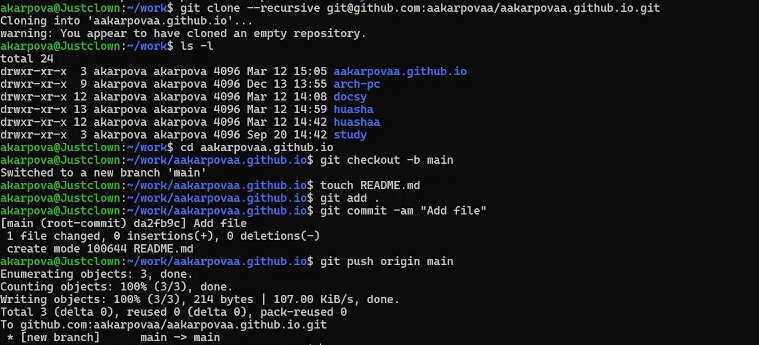 akarpova@Justclown:~/work$ git clone --recursive git@github.com:aakarpovaa/aakarpovaa.github.io.git
Cloning into 'aakarpovaa.github.io'...
warning: You appear to have cloned an empty repository.
akarpova@Justclown:~/work$ ls -l
total 24
drwxr-xr-x  3 akarpova akarpova 4096 Mar 12 15:05 aakarpovaa.github.io
drwxr-xr-x  9 akarpova akarpova 4096 Dec 13 13:55 arch-pc
drwxr-xr-x 12 akarpova akarpova 4096 Mar 12 14:08 docsy
drwxr-xr-x 13 akarpova akarpova 4096 Mar 12 14:59 huasha
drwxr-xr-x 12 akarpova akarpova 4096 Mar 12 14:42 huashaa
drwxr-xr-x  3 akarpova akarpova 4096 Sep 20 14:42 study
akarpova@Justclown:~/work$ cd aakarpovaa.github.io
akarpova@Justclown:~/work/aakarpovaa.github.io$ git checkout -b main
Switched to a new branch 'main'
akarpova@Justclown:~/work/aakarpovaa.github.io$ touch README.md
akarpova@Justclown:~/work/aakarpovaa.github.io$ git add .
akarpova@Justclown:~/work/aakarpovaa.github.io$ git commit -am "Add file"
[main (root-commit) da2fb9c] Add file
 1 file changed, 0 insertions(+), 0 deletions(-)
 create mode 100644 README.md
akarpova@Justclown:~/work/aakarpovaa.github.io$ git push origin main
Enumerating objects: 3, done.
Counting objects: 100% (3/3), done.
Writing objects: 100% (3/3), 214 bytes | 107.00 KiB/s, done.
Total 3 (delta 0), reused 0 (delta 0), pack-reused 0
To github.com:aakarpovaa/aakarpovaa.github.io.git
 * [new branch]      main -> main